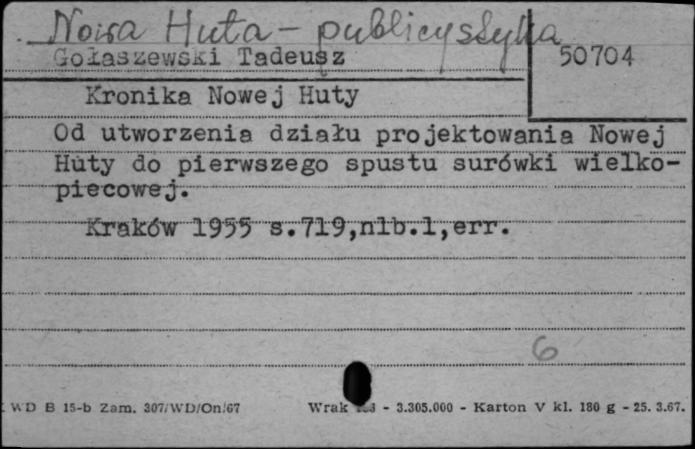 Nowa Huta - publicystyka
Gołaszewski Tadeusz
50704
Kronika Nowej Huty
Od utworzenia działu projektowania Nowej
Huty do pierwszego spustu surówki wielko-
piecowej.
Kraków 1955 s.719,nlb.1,err.
6
WD B 15-b Zam. 307/WD/On/67
Wrak - 3.305.000 - Karton V kl. 180 g - 25. 3.67.